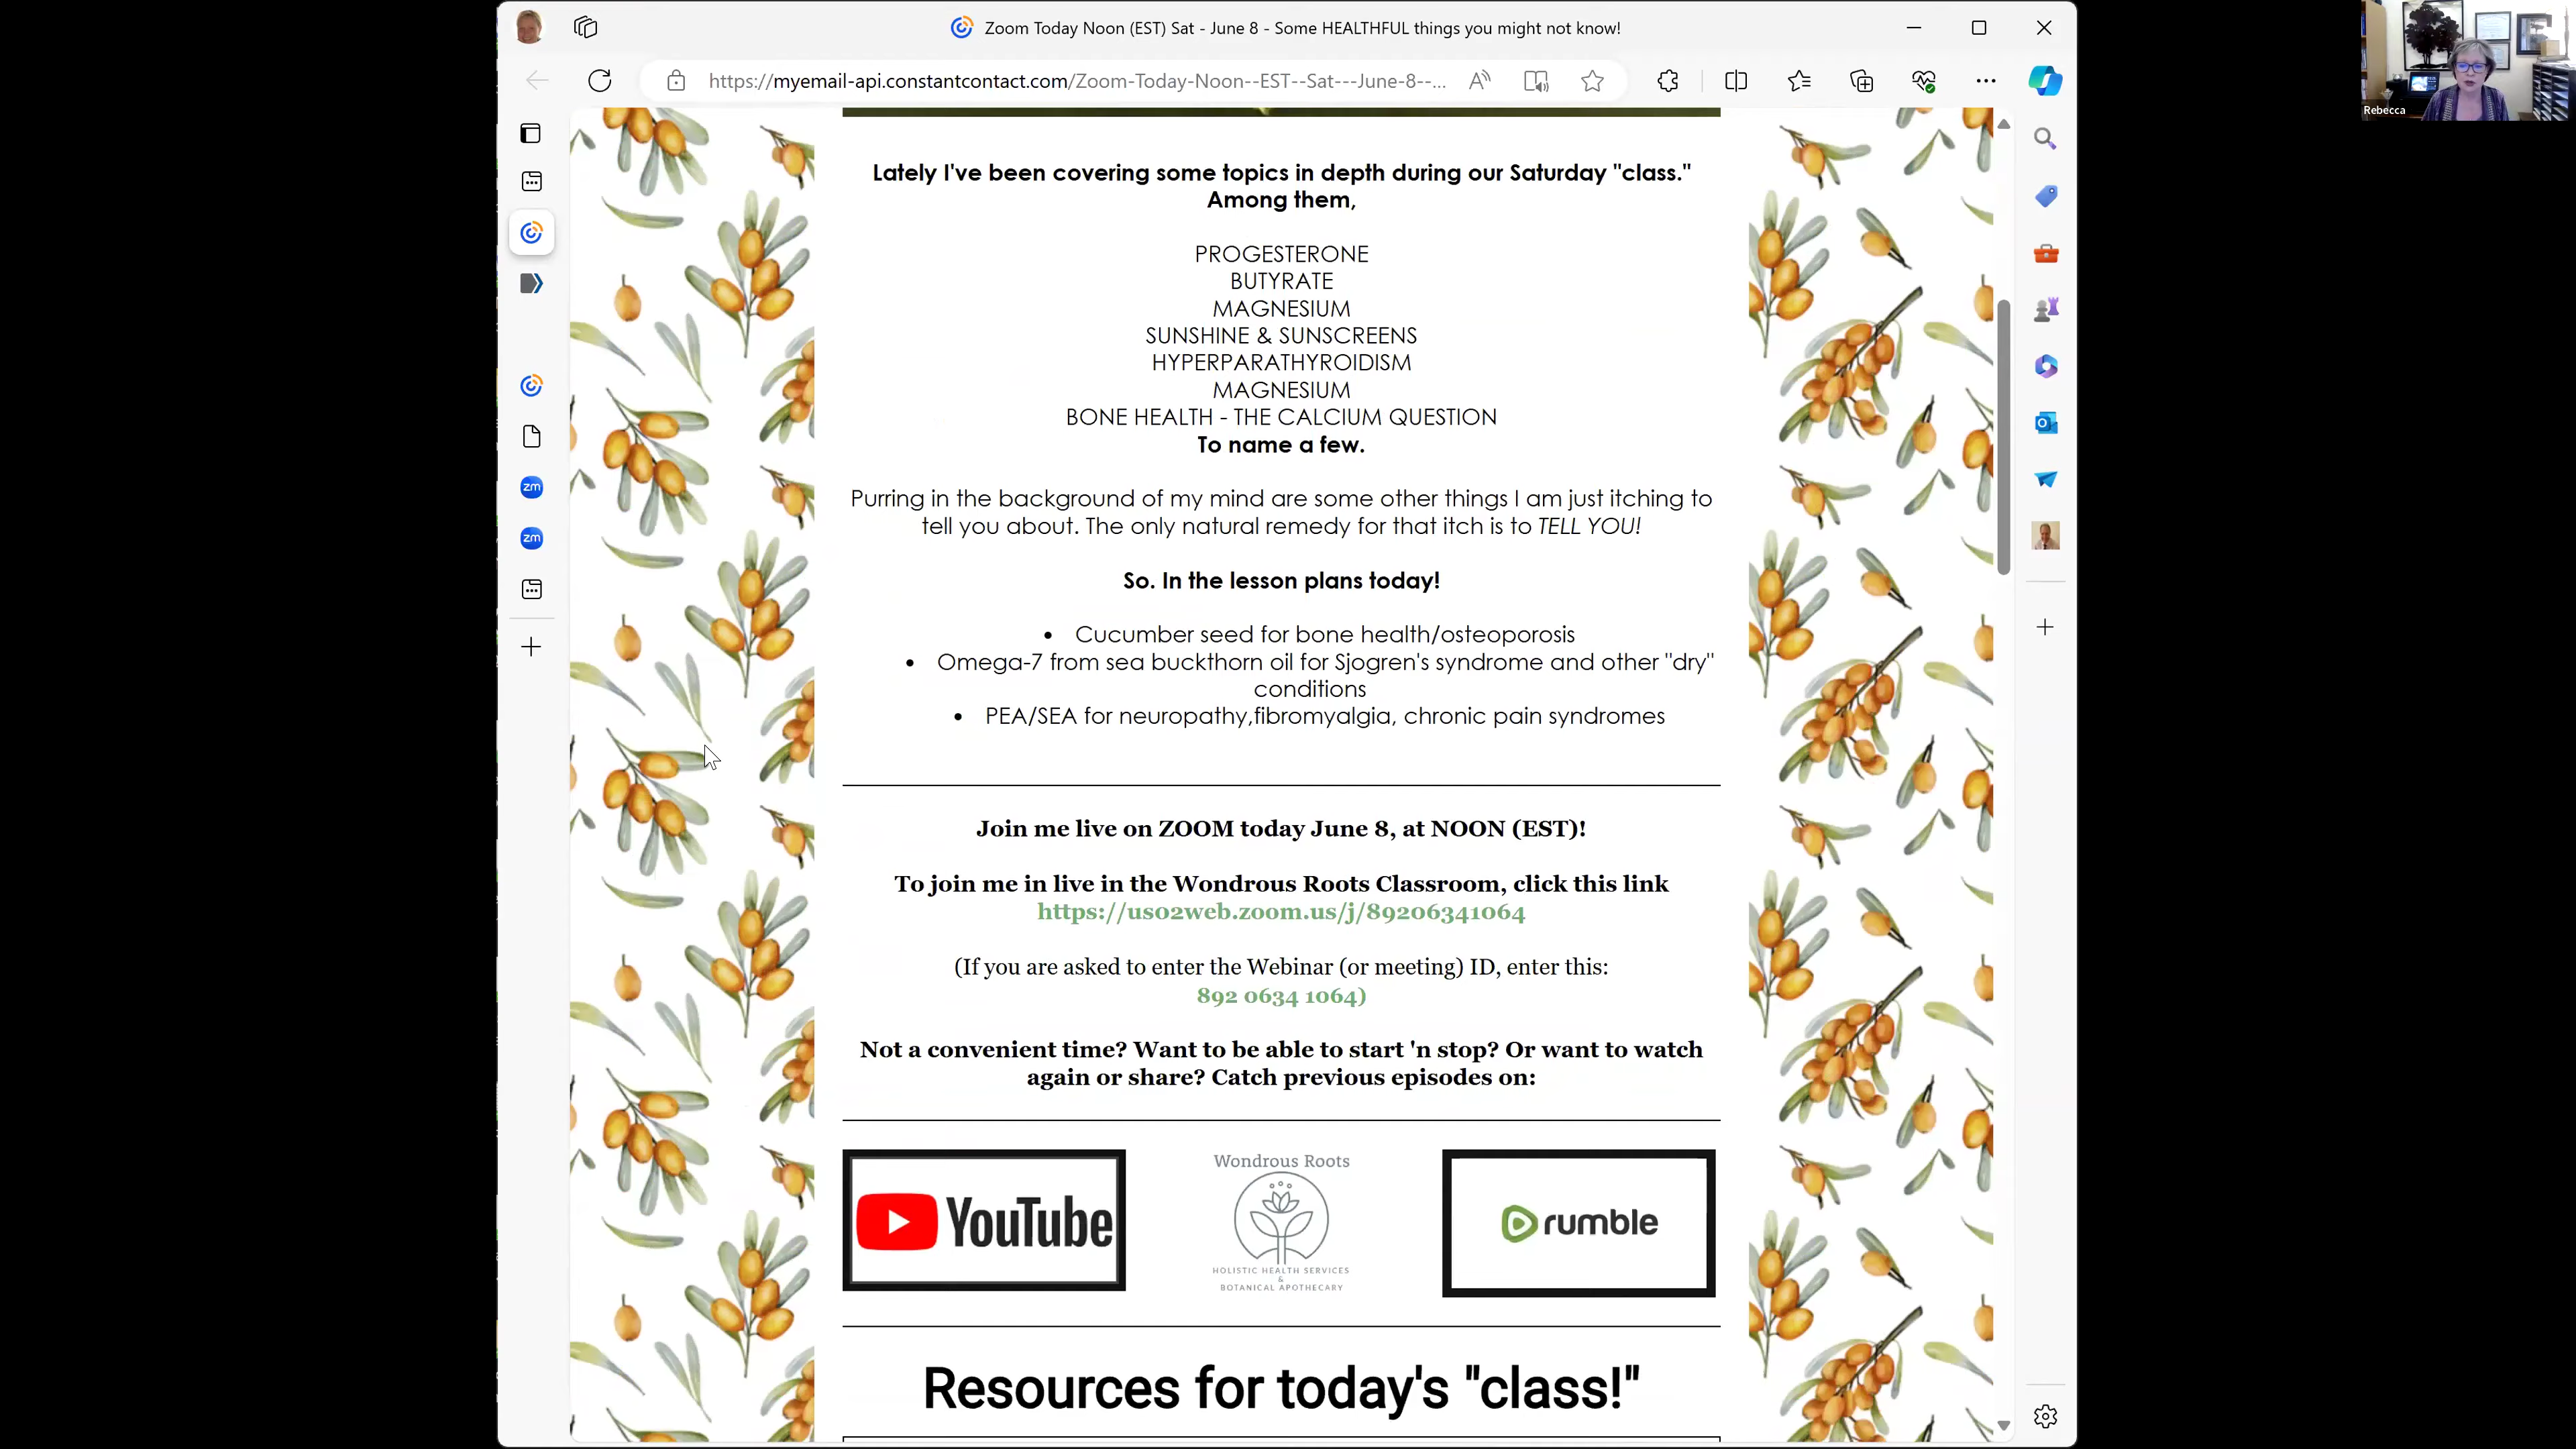 Zoom Today Noon (EST) Sat - June 8 - Some HEALTHFUL things you might not know!
https://myemail-api.constantcontact.com/Zoom-Today-Noon--EST--Sat---June-8--...
Rebecca
Lately I've been covering some topics in depth during our Saturday "class."
Among them,
PROGESTERONE
BUTYRATE
MAGNESIUM
SUNSHINE & SUNSCREENS
HYPERPARATHYROIDISM
MAGNESIUM
BONE HEALTH - THE CALCIUM QUESTION
To name a few.
Purring in the background of my mind are some other things I am just itching to
tell you about. The only natural remedy for that itch is to TELL YOU!
So. In the lesson plans today!
• Cucumber seed for bone health/osteoporosis
• Omega-7 from sea buckthorn oil for Sjogren's syndrome and other "dry"
conditions
• PEA/SEA for neuropathy,fibromyalgia, chronic pain syndromes
Join me live on ZOOM today June 8, at NOON (EST)!
To join me in live in the Wondrous Roots Classroom, click this link
https://us02web.zoom.us/j/89206341064
(If you are asked to enter the Webinar (or meeting) ID, enter this:
892 0634 1064)
Not a convenient time? Want to be able to start 'n stop? Or want to watch
again or share? Catch previous episodes on:
YouTube
Wondrous Roots
HOLISTIC HEALTH SERVICES
&
BOTANICAL APOTHECARY
rumble
Resources for today's "class!"
zm
zm